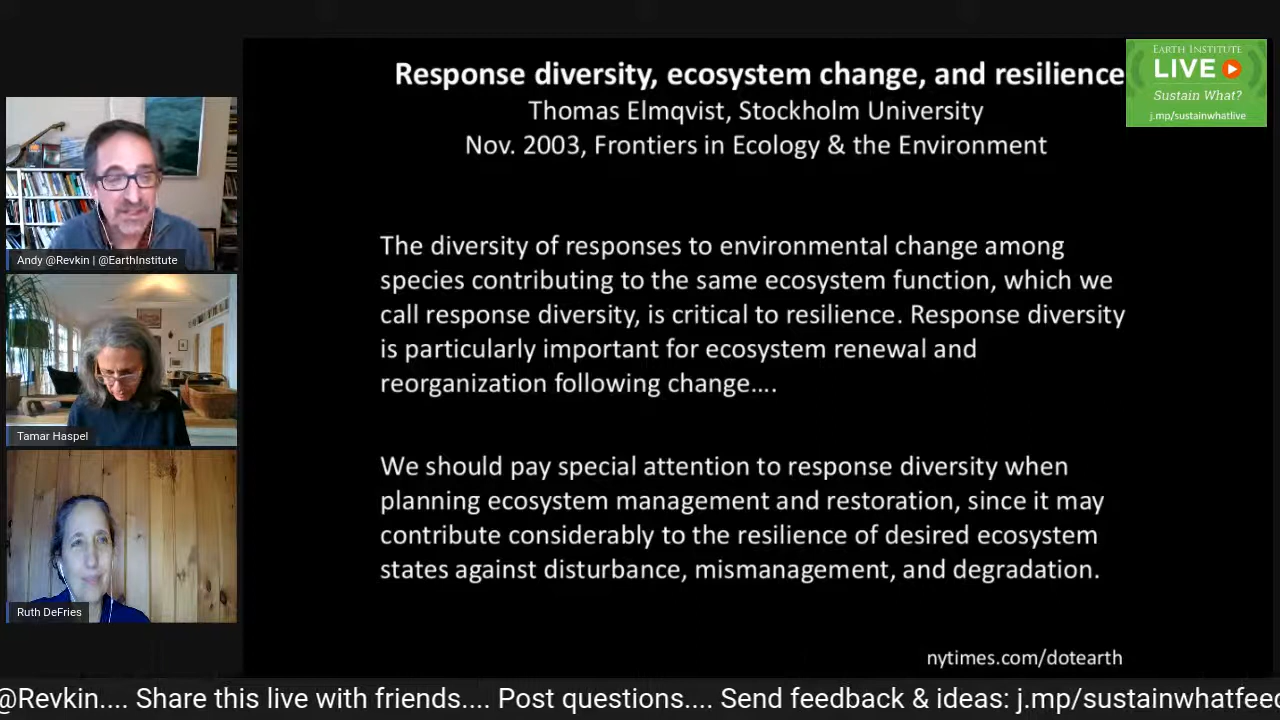 Response diversity, ecosystem change, and resilience
Thomas Elmqvist, Stockholm University
Nov. 2003, Frontiers in Ecology & the Environment
EARTH INSTITUTE
LIVE
Sustain What?
j.mp/sustainwhatlive
The diversity of responses to environmental change among
species contributing to the same ecosystem function, which we
call response diversity, is critical to resilience. Response diversity
is particularly important for ecosystem renewal and
reorganization following change....
We should pay special attention to response diversity when
planning ecosystem management and restoration, since it may
contribute considerably to the resilience of desired ecosystem
states against disturbance, mismanagement, and degradation.
nytimes.com/dotearth
Andy @Revkin | @EarthInstitute
Tamar Haspel
Ruth DeFries
@Revkin.... Share this live with friends.... Post questions.... Send feedback & ideas: j.mp/sustainwhatfeed